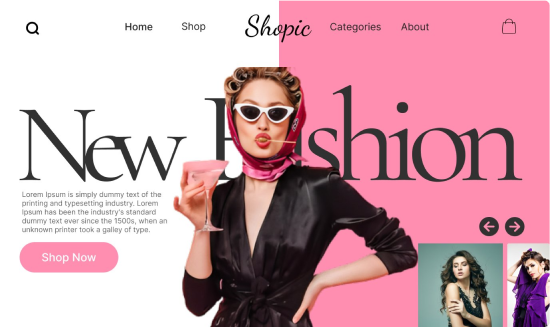 Home
Shop
Shopic
Categories
About
New Fashion
Lorem Ipsum is simply dummy text of the
printing and typesetting industry. Lorem
Ipsum has been the industry's standard
dummy text ever since the 1500s, when an
unknown printer took a galley of type.
Shop Now